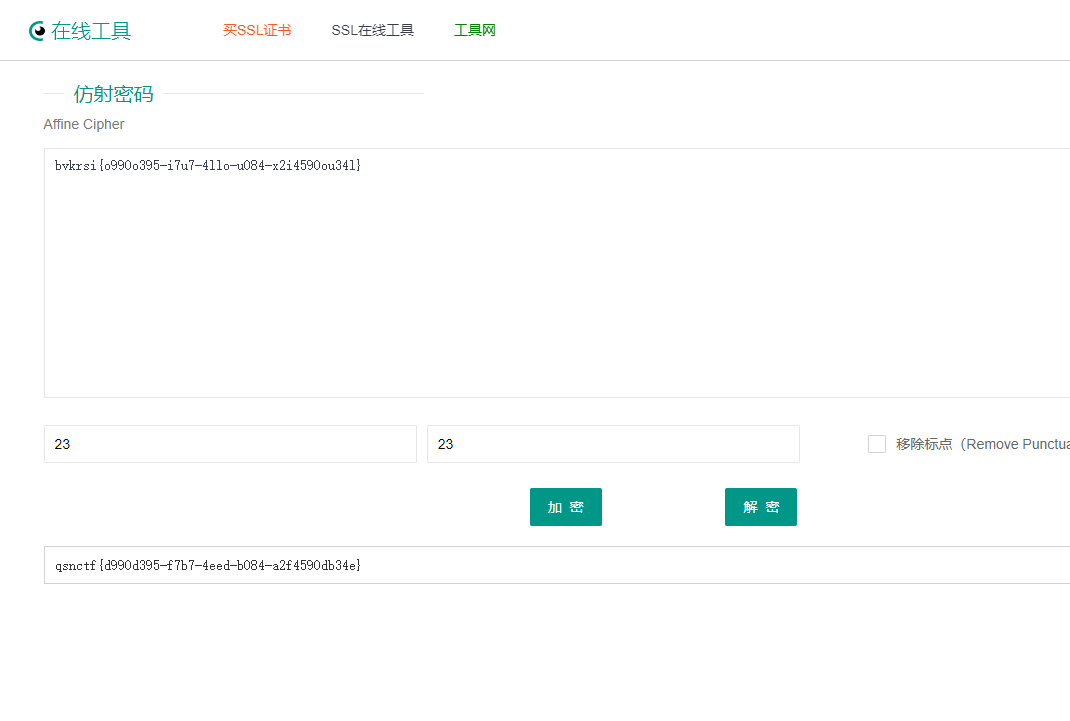 在线工具 买SSL证书 SSL在线工具 工具网
仿射密码
Affine Cipher
bvkrsi{o990o395-i7u7-4llo-u084-x2i4590ou34l}
23 23 移除标点（Remove Punctua
加 密 解 密
qsnctf{d990d395-f7b7-4eed-b084-a2f4590db34e}